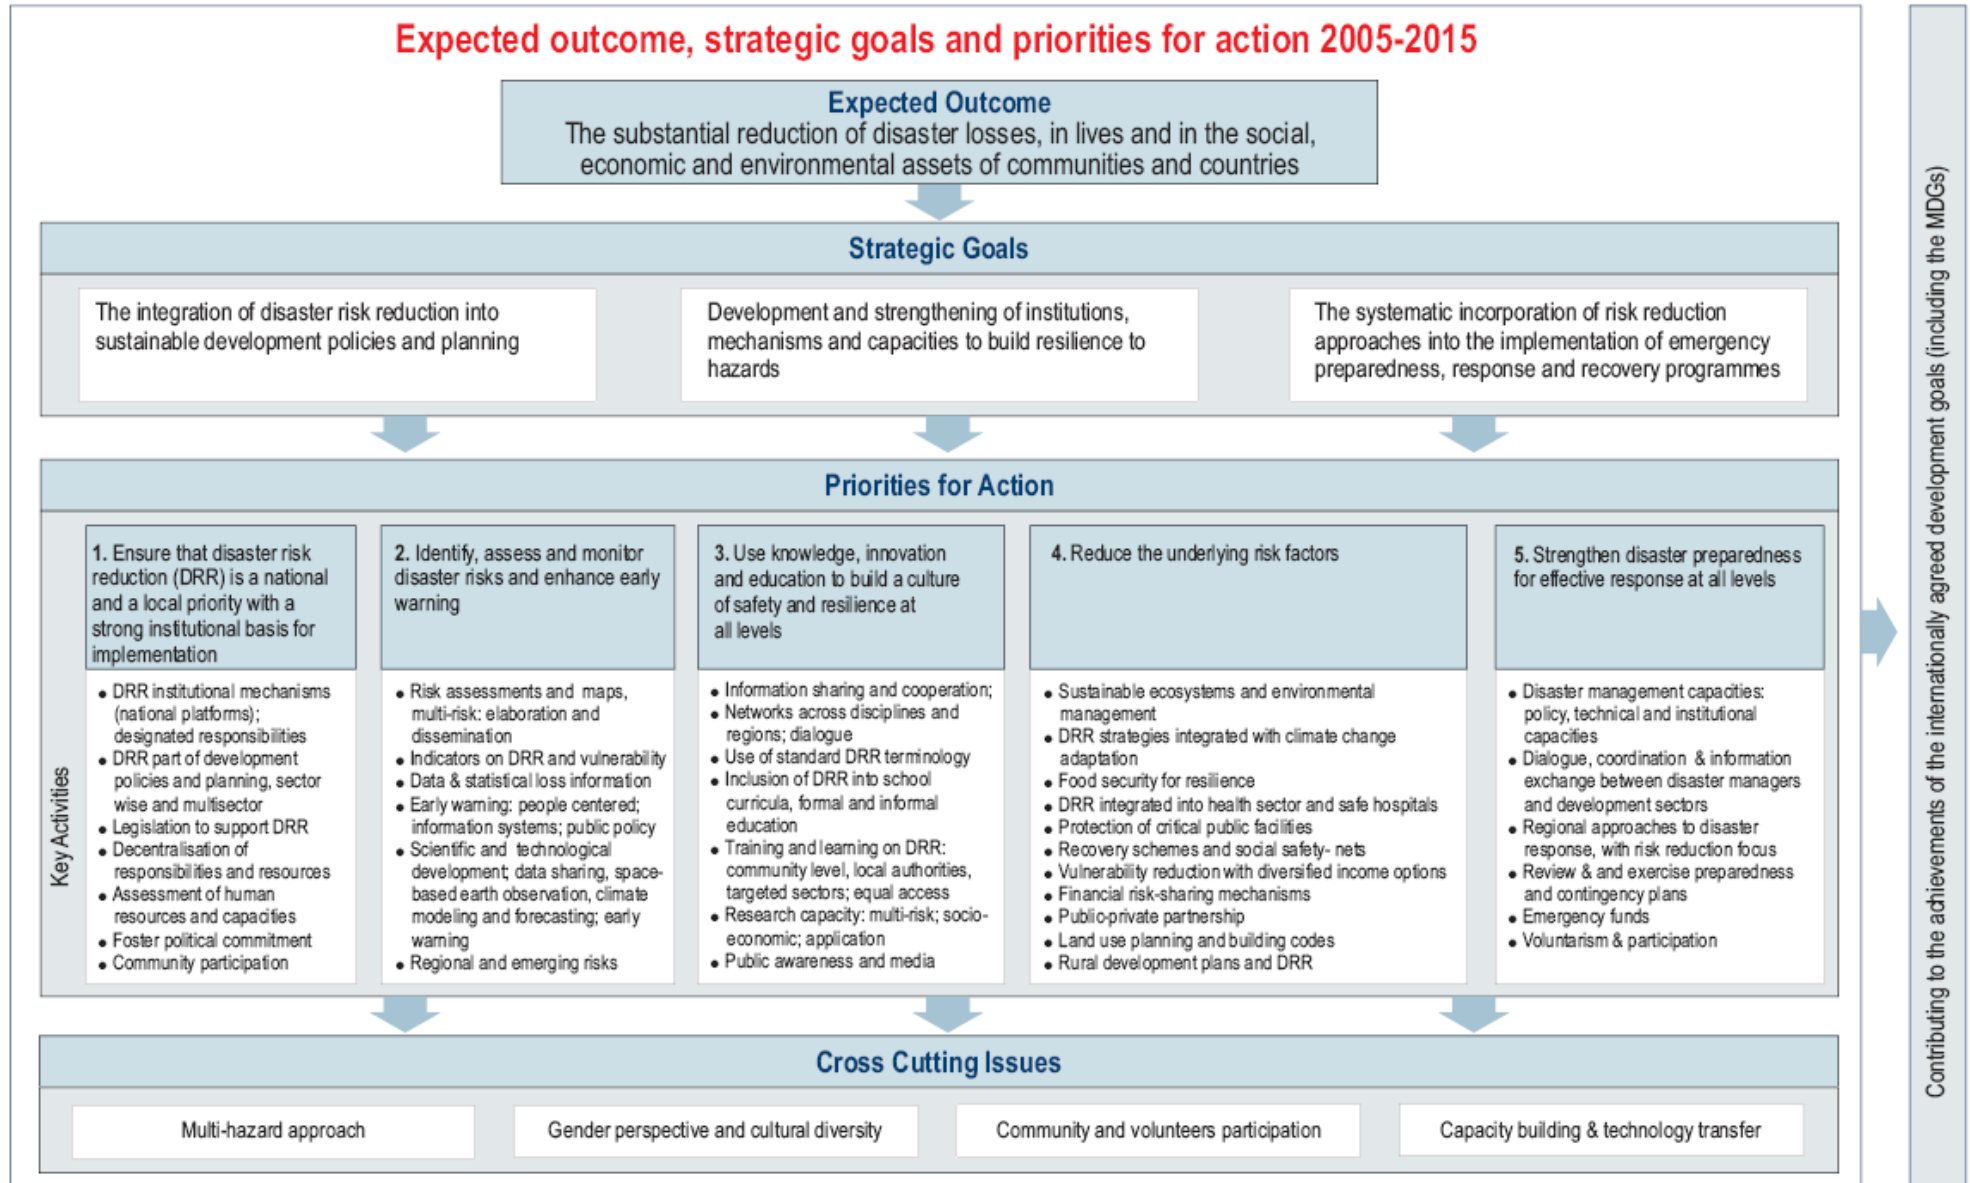 Expected outcome, strategic goals and priorities for action 2005-2015
Expected Outcome
The substantial reduction of disaster losses, in lives and in the social,
economic and environmental assets of communities and countries
Strategic Goals
The integration of disaster risk reduction into
sustainable development policies and planning
Development and strengthening of institutions,
mechanisms and capacities to build resilience to
hazards
The systematic incorporation of risk reduction
approaches into the implementation of emergency
preparedness, response and recovery programmes
Priorities for Action
Key Activities
1. Ensure that disaster risk
reduction (DRR) is a national
and a local priority with a
strong institutional basis for
implementation
● DRR institutional mechanisms
(national platforms);
designated responsibilities
● DRR part of development
policies and planning, sector
wise and multisector
● Legislation to support DRR
● Decentralisation of
responsibilities and resources
● Assessment of human
resources and capacities
● Foster political commitment
● Community participation
2. Identify, assess and monitor
disaster risks and enhance early
warning
● Risk assessments and maps,
multi-risk: elaboration and
dissemination
● Indicators on DRR and vulnerability
● Data & statistical loss information
● Early warning: people centered;
information systems; public policy
● Scientific and technological
development; data sharing, space-
based earth observation, climate
modeling and forecasting; early
warning
● Regional and emerging risks
3. Use knowledge, innovation
and education to build a culture
of safety and resilience at
all levels
● Information sharing and cooperation;
● Networks across disciplines and
regions; dialogue
● Use of standard DRR terminology
● Inclusion of DRR into school
curricula, formal and informal
education
● Training and learning on DRR:
community level, local authorities,
targeted sectors; equal access
● Research capacity: multi-risk; socio-
economic; application
● Public awareness and media
4. Reduce the underlying risk factors
● Sustainable ecosystems and environmental
management
● DRR strategies integrated with climate change
adaptation
● Food security for resilience
● DRR integrated into health sector and safe hospitals
● Protection of critical public facilities
● Recovery schemes and social safety- nets
● Vulnerability reduction with diversified income options
● Financial risk-sharing mechanisms
● Public-private partnership
● Land use planning and building codes
● Rural development plans and DRR
5. Strengthen disaster preparedness
for effective response at all levels
● Disaster management capacities:
policy, technical and institutional
capacities
● Dialogue, coordination & information
exchange between disaster managers
and development sectors
● Regional approaches to disaster
response, with risk reduction focus
● Review & and exercise preparedness
and contingency plans
● Emergency funds
● Voluntarism & participation
Cross Cutting Issues
Multi-hazard approach
Gender perspective and cultural diversity
Community and volunteers participation
Capacity building & technology transfer
Contributing to the achievements of the internationally agreed development goals (including the MDGs)